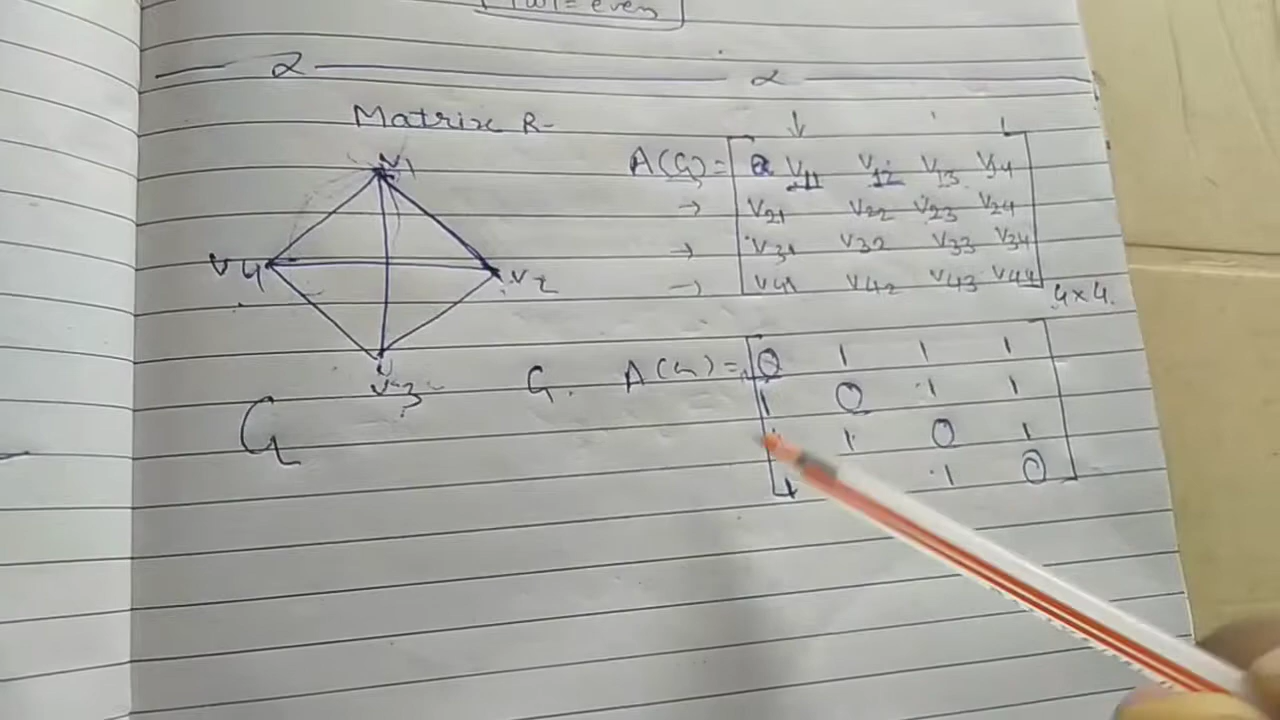 = even
α α
Matrix R-
V1
V4
V2
V3
G
A(G) = V11 V12 V13 V14
→ V21 V22 V23 V24
→ V31 V32 V33 V34
→ V41 V42 V43 V44
4×4.
G. A(G) = 0 1 1 1
1 0 1 1
1 0 1
1 0